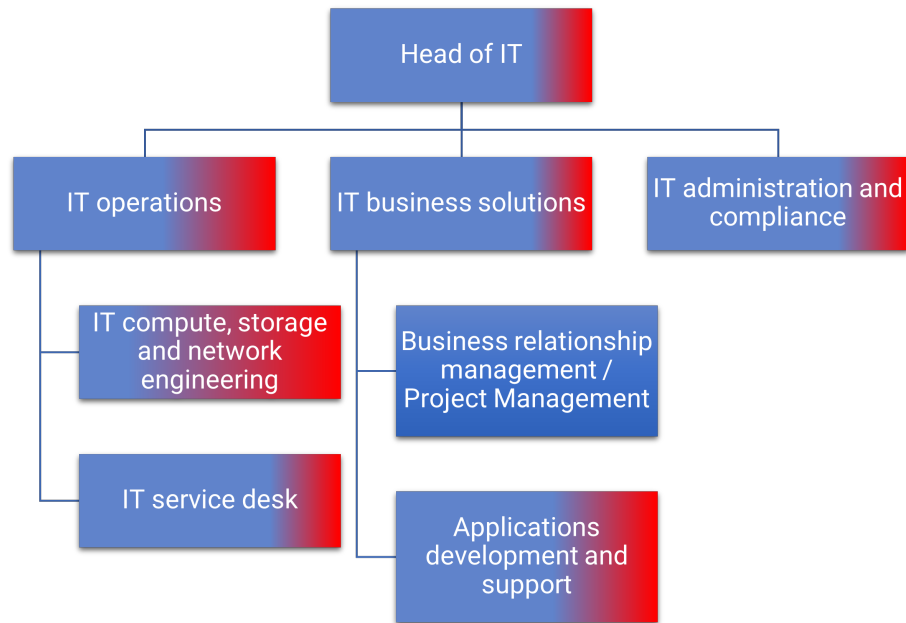 Head of IT
IT operations
IT business solutions
IT administration and
compliance
IT compute, storage
and network
engineering
Business relationship
management /
Project Management
IT service desk
Applications
development and
support